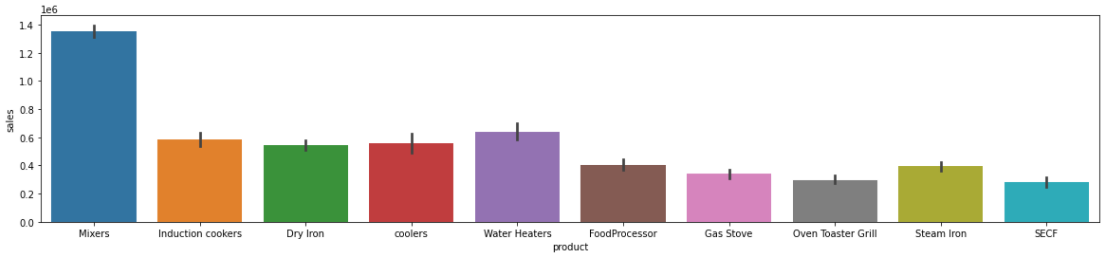 1e6
1.4
1.2
1.0
0.8
0.6
0.4
0.2
0.0
sales
Mixers Induction cookers Dry Iron coolers Water Heaters FoodProcessor Gas Stove Oven Toaster Grill Steam Iron SECF
product